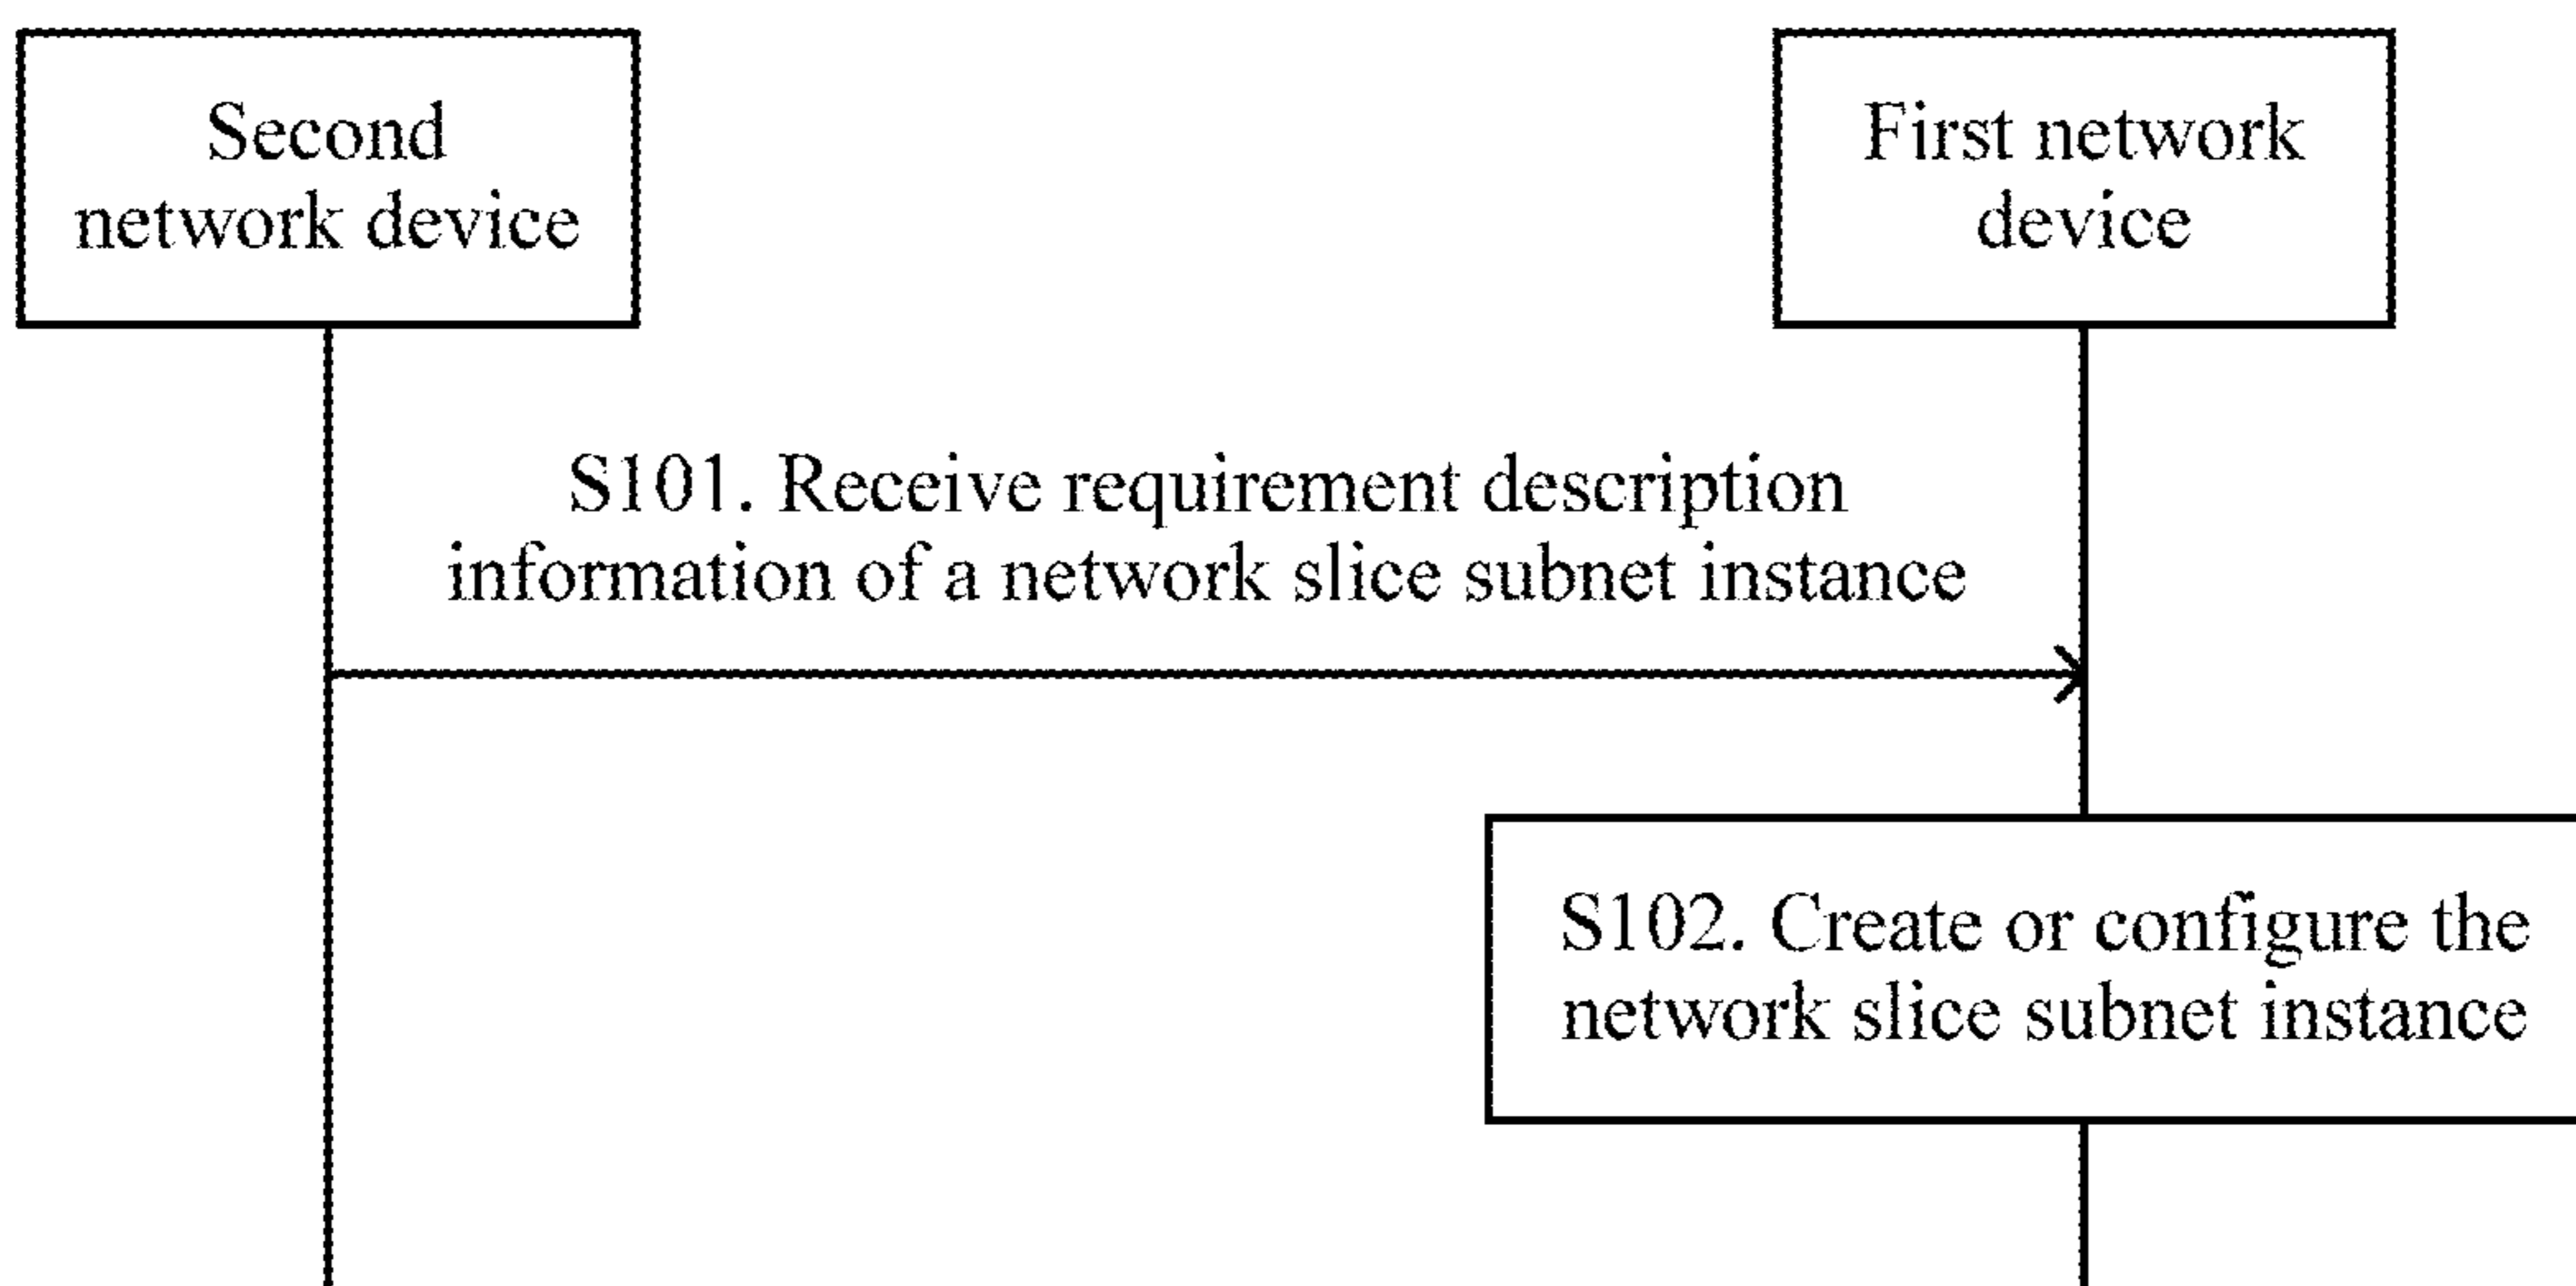 Second
network device
First network
device
S101. Receive requirement description
information of a network slice subnet instance
S102. Create or configure the
network slice subnet instance